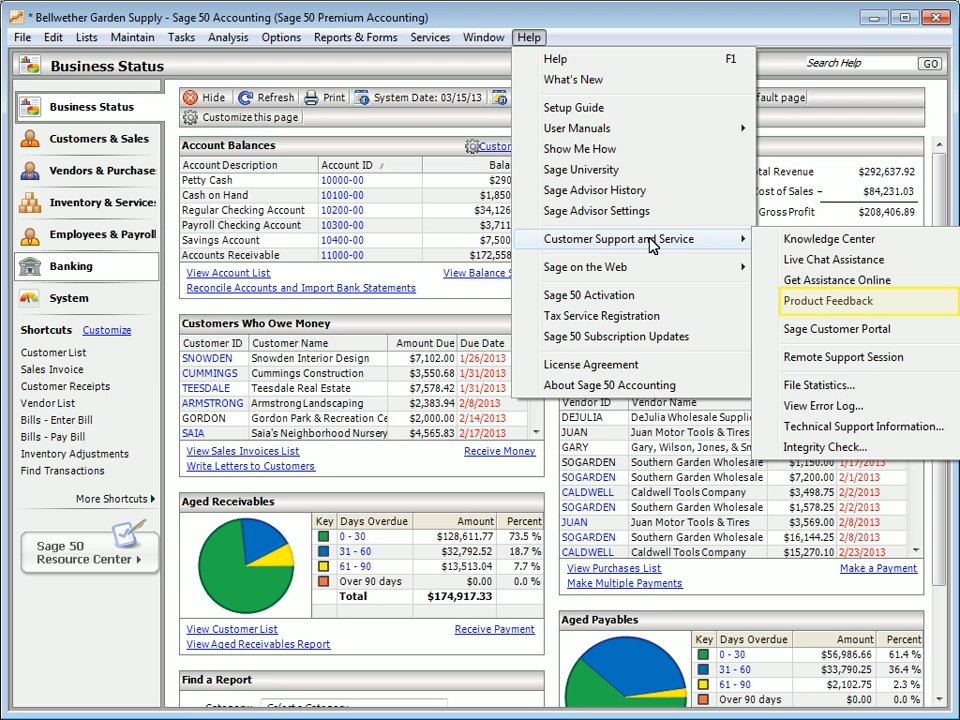 * Bellwether Garden Supply - Sage 50 Accounting (Sage 50 Premium Accounting)
File Edit Lists Maintain Tasks Analysis Options Reports & Forms Services Window Help
Business Status
Search Help GO
Business Status
Customers & Sales
Vendors & Purchase
Inventory & Service
Employees & Payroll
Banking
System
Shortcuts Customize
Customer List
Sales Invoice
Customer Receipts
Vendor List
Bills - Enter Bill
Bills - Pay Bill
Inventory Adjustments
Find Transactions
More Shortcuts
Sage 50
Resource Center
Hide Refresh Print System Date: 03/15/13
fault page
Customize this page
Account Balances Custom
Account Description Account ID Bala
Petty Cash 10000-00 $290
Cash on Hand 10100-00 $1,850
Regular Checking Account 10200-00 $34,126
Payroll Checking Account 10300-00 $3,711
Savings Account 10400-00 $7,500
Accounts Receivable 11000-00 $172,558
View Account List View Balance S
Reconcile Accounts and Import Bank Statements
Customers Who Owe Money
Customer ID Customer Name Amount Due Due Date
SNOWDEN Snowden Interior Design $7,102.00 1/26/2013
CUMMINGS Cummings Construction $3,550.68 1/31/2013
TEESDALE Teesdale Real Estate $7,578.42 1/31/2013
ARMSTRONG Armstrong Landscaping $2,383.94 2/8/2013
GORDON Gordon Park & Recreation Ce $2,000.00 2/14/2013
SAIA Saia's Neighborhood Nursery $4,565.83 2/17/2013
View Sales Invoices List Receive Money
Write Letters to Customers
Aged Receivables
Key Days Overdue Amount Percent
0 - 30 $128,611.77 73.5 %
31 - 60 $32,792.52 18.7 %
61 - 90 $13,513.04 7.7 %
Over 90 days $0.00 0.0 %
Total $174,917.33
View Customer List Receive Payment
View Aged Receivables Report
Find a Report
Help F1
What's New
Setup Guide
User Manuals
Show Me How
Sage University
Sage Advisor History
Sage Advisor Settings
Customer Support and Service
Sage on the Web
Sage 50 Activation
Tax Service Registration
Sage 50 Subscription Updates
License Agreement
About Sage 50 Accounting
Knowledge Center
Live Chat Assistance
Get Assistance Online
Product Feedback
Sage Customer Portal
Remote Support Session
File Statistics...
View Error Log...
Technical Support Information...
Integrity Check...
tal Revenue $292,637.92
Cost of Sales – $84,231.03
Gross Profit $208,406.89
Vendor ID Vendor Name
DEJULIA DeJulia Wholesale Suppli
JUAN Juan Motor Tools & Tires
GARY Gary, Wilson, Jones, & Sn
SOGARDEN Southern Garden Wholesale $1,150.00 1/17/2013
SOGARDEN Southern Garden Wholesale $7,200.00 2/1/2013
CALDWELL Caldwell Tools Company $3,498.75 2/2/2013
SOGARDEN Southern Garden Wholesale $1,578.25 2/2/2013
JUAN Juan Motor Tools & Tires $3,569.00 2/8/2013
SOGARDEN Southern Garden Wholesale $16,144.25 2/8/2013
CALDWELL Caldwell Tools Company $15,270.10 2/23/2013
View Purchases List Make a Payment
Make Multiple Payments
Aged Payables
Key Days Overdue Amount Percent
0 - 30 $56,986.66 61.4 %
31 - 60 $33,790.25 36.4 %
61 - 90 $2,102.75 2.3 %
Over 90 days $0.00 0.0 %